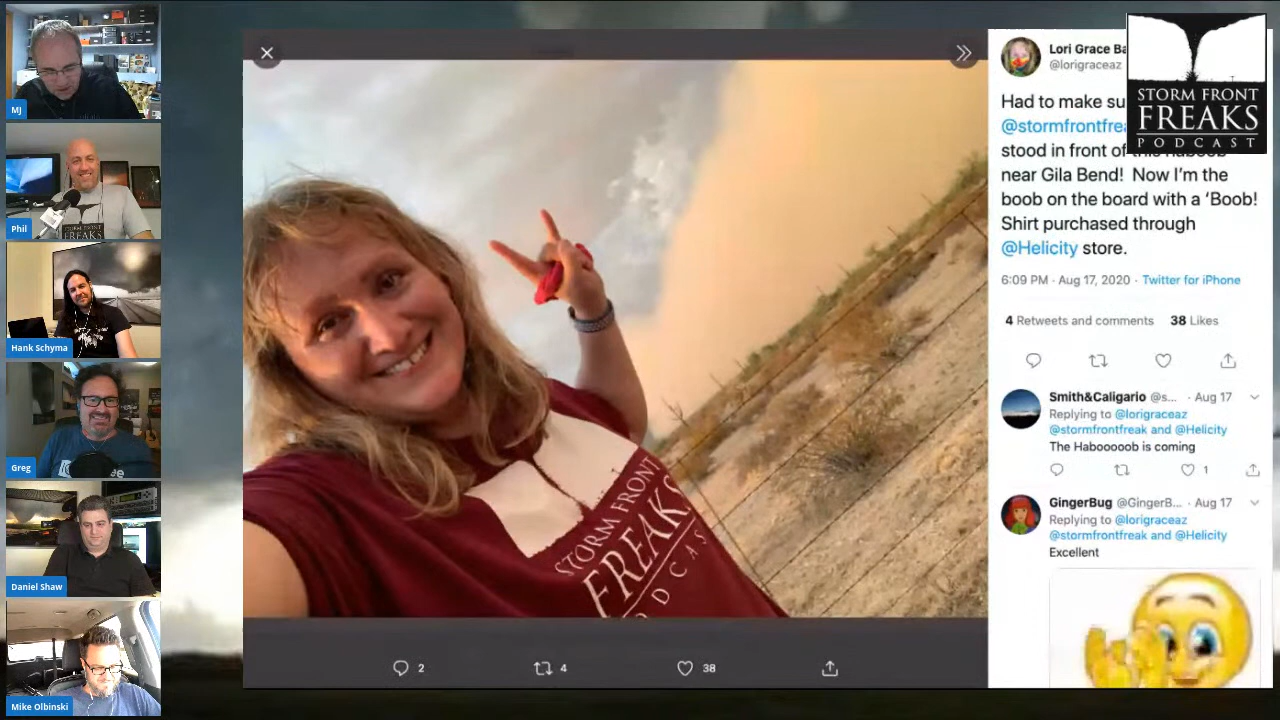 MJ
Phil
Hank Schyma
Greg
Daniel Shaw
Mike Olbinski
STORM FRONT
FREAKS
2
4
38
Lori Grace Ba
@lorigraceaz
Had to make su
@stormfrontfrea
stood in front of this haboob
near Gila Bend! Now I'm the
boob on the board with a 'Boob!
Shirt purchased through
@Helicity store.
6:09 PM · Aug 17, 2020 · Twitter for iPhone
4 Retweets and comments 38 Likes
Smith&Caligario @s... · Aug 17
Replying to @lorigraceaz
@stormfrontfreak and @Helicity
The Habooooob is coming
1
GingerBug @GingerB... · Aug 17
Replying to @lorigraceaz
@stormfrontfreak and @Helicity
Excellent
STORM FRONT
FREAKS
PODCAST